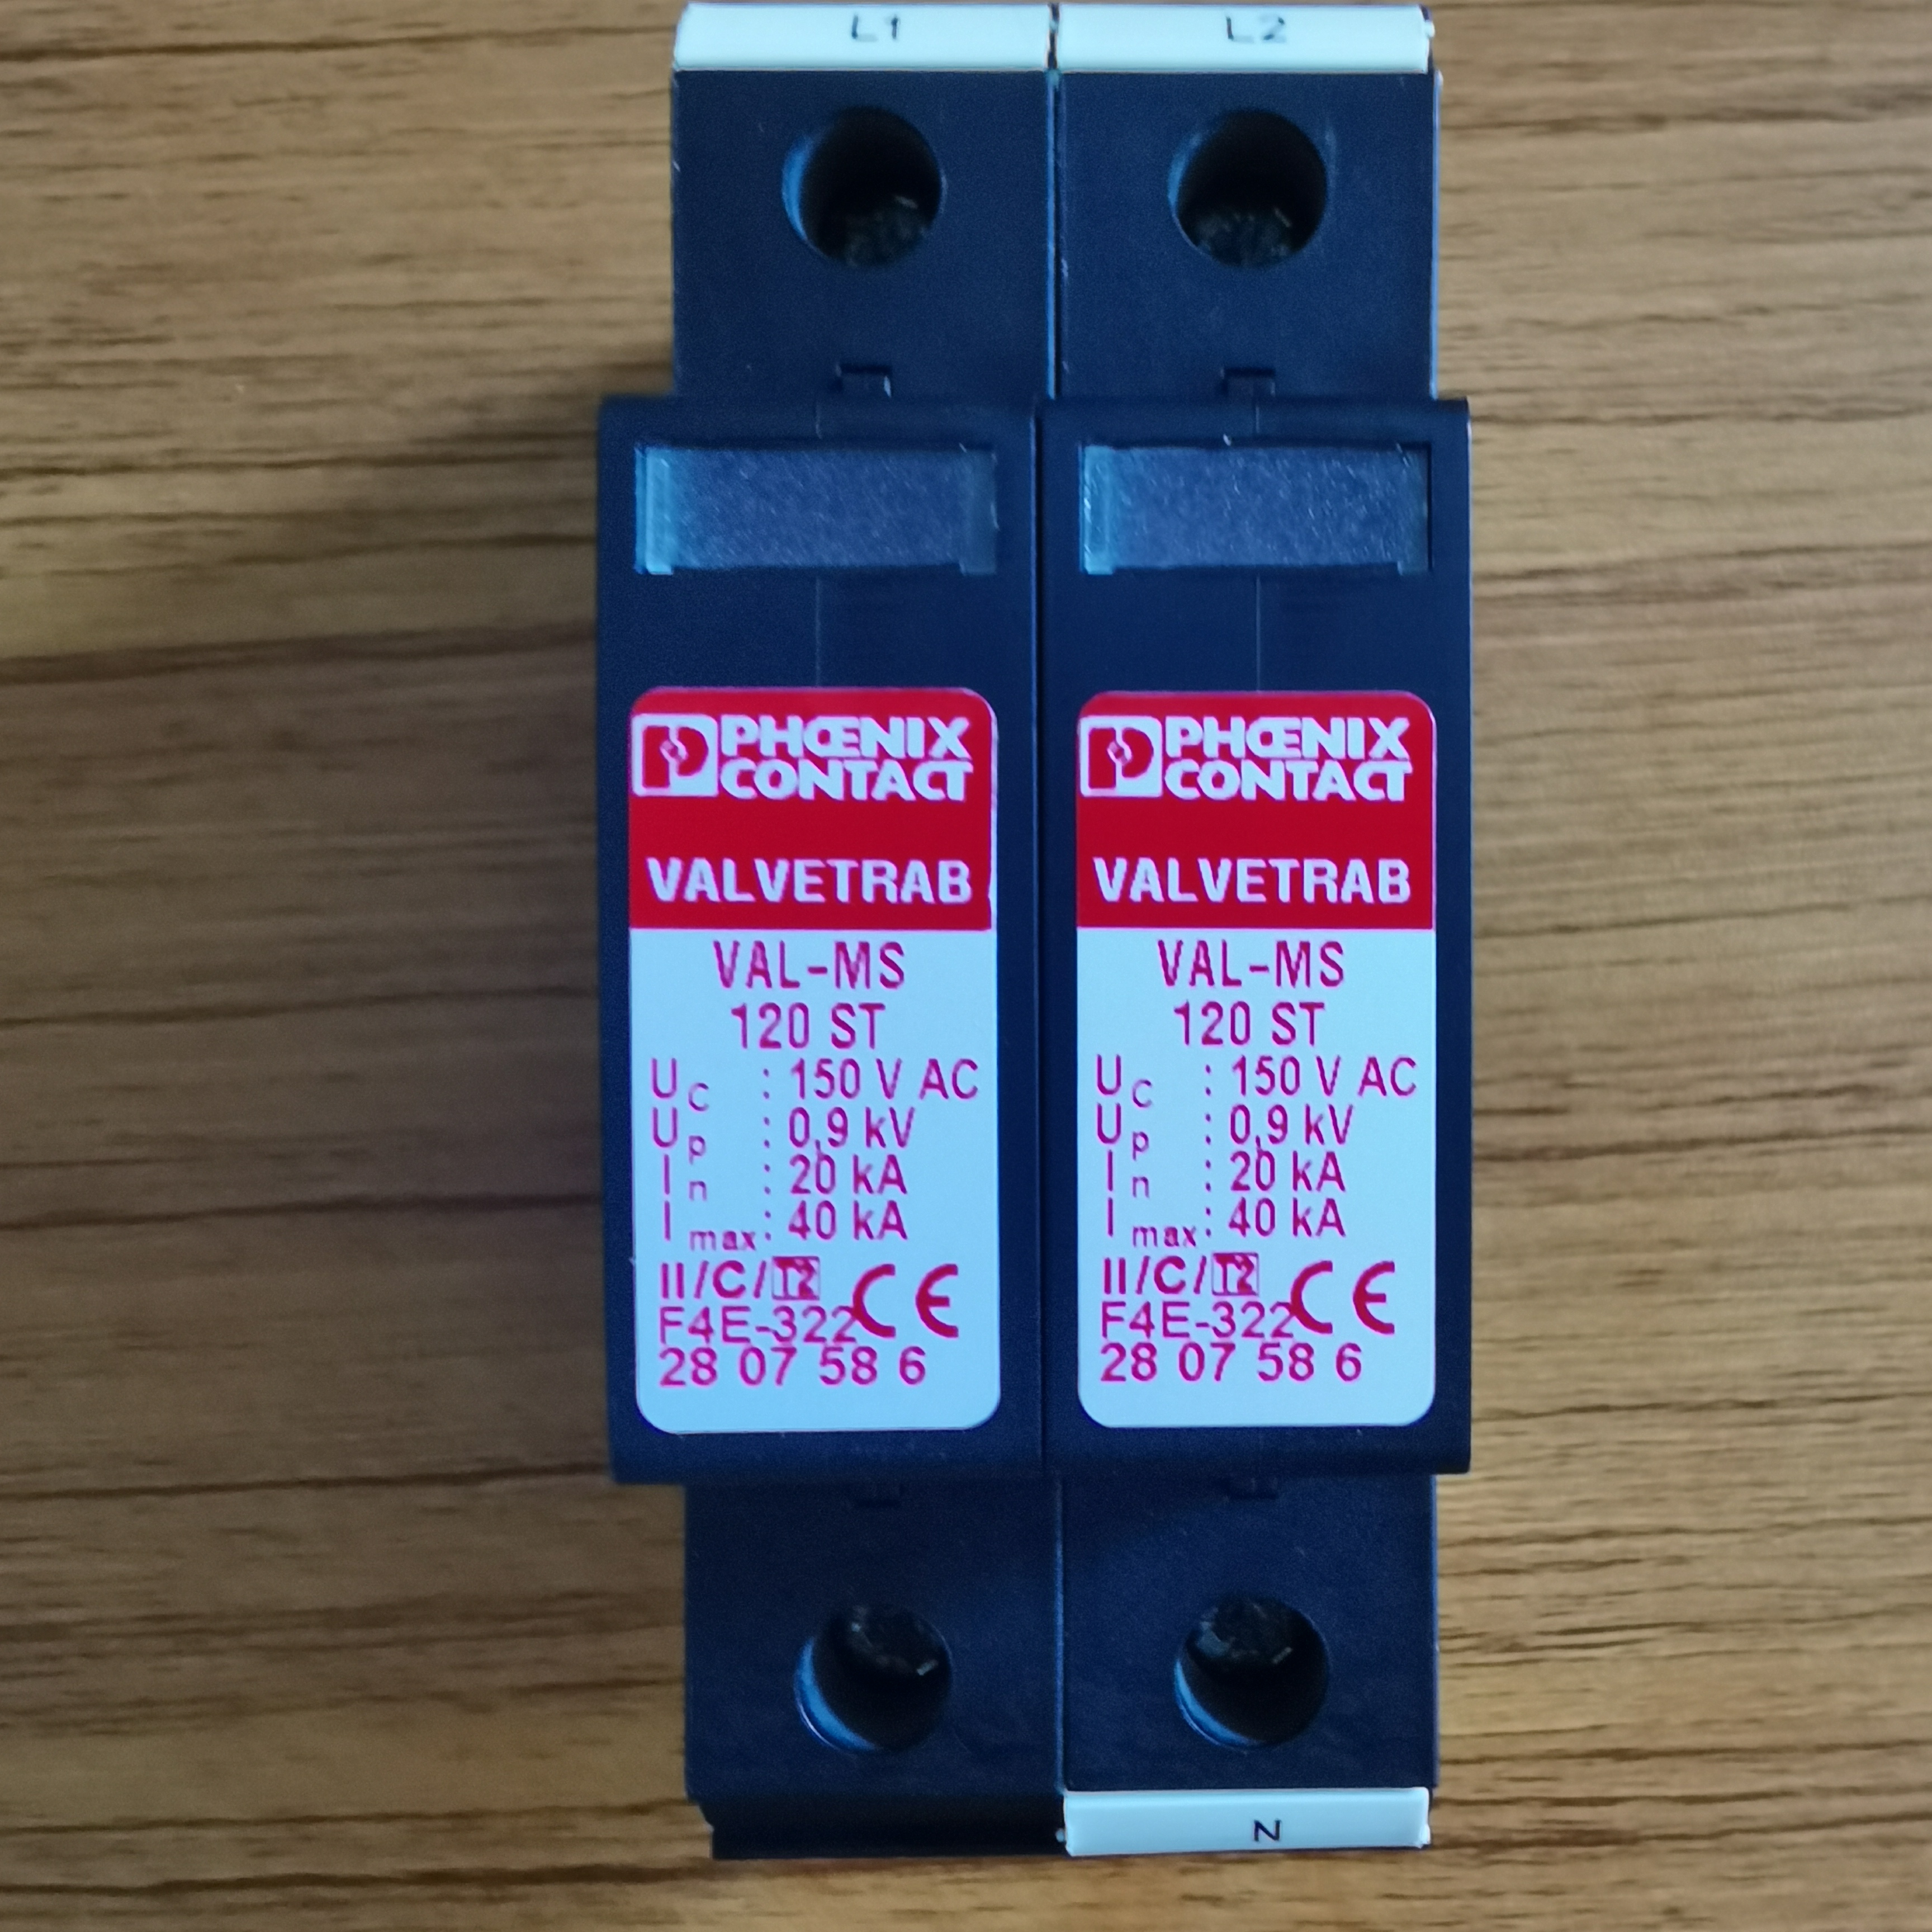 L1
L2
PHŒNIX
CONTACT
VALVETRAB
VAL-MS
120 ST
UC : 150 V AC
Up : 0,9 kV
In : 20 kA
Imax : 40 kA
II/C/T2 CE
F4E-322
28 07 58 6
PHŒNIX
CONTACT
VALVETRAB
VAL-MS
120 ST
UC : 150 V AC
Up : 0,9 kV
In : 20 kA
Imax : 40 kA
II/C/T2 CE
F4E-322
28 07 58 6
N